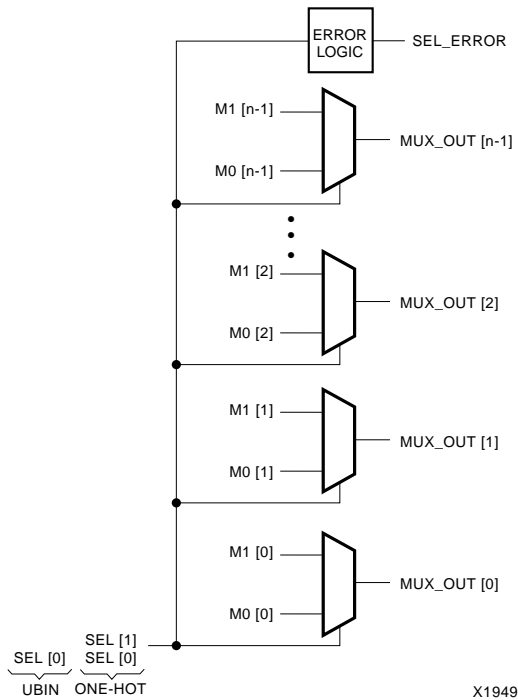 ERROR
LOGIC
SEL_ERROR
M1 [n-1]
MUX_OUT [n-1]
M0 [n-1]
M1 [2]
MUX_OUT [2]
M0 [2]
M1 [1]
MUX_OUT [1]
M0 [1]
M1 [0]
MUX_OUT [0]
M0 [0]
SEL [1]
SEL [0] SEL [0]
UBIN ONE-HOT
X1949